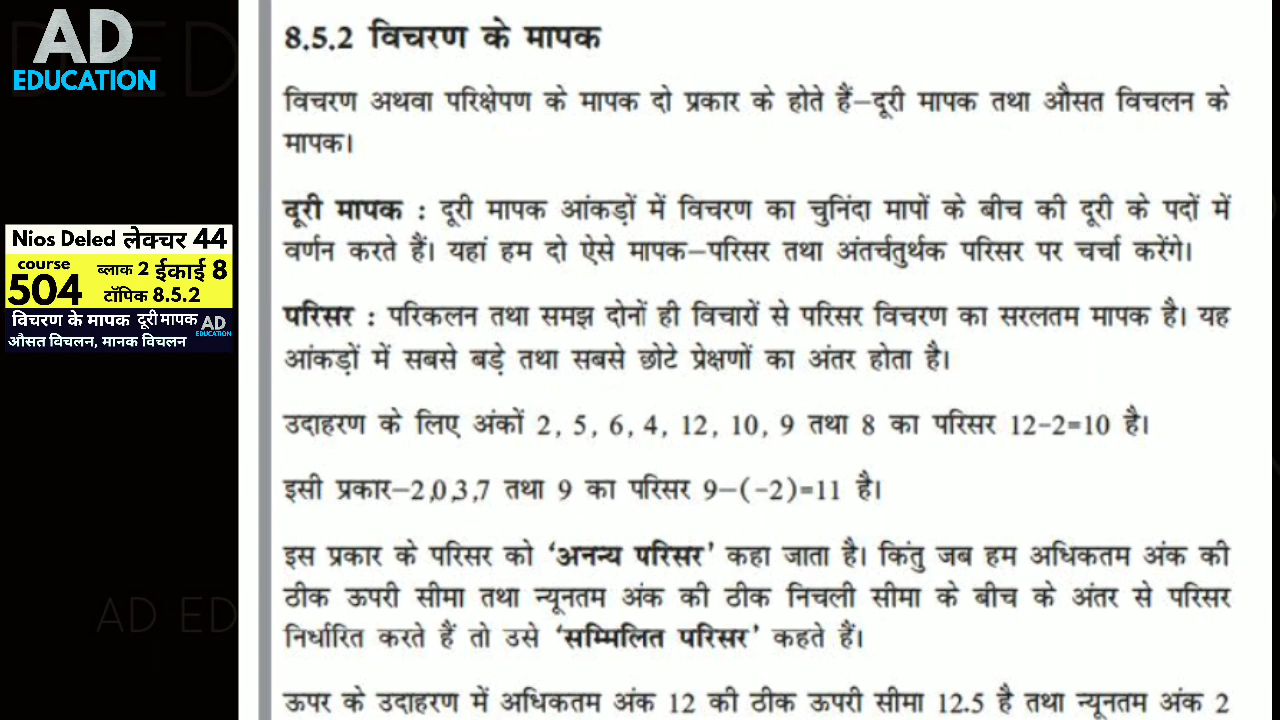 AD
EDUCATION
Nios Deled लेक्चर 44
course
504
ब्लाक 2 ईकाई 8
टॉपिक 8.5.2
विचरण के मापक दूरी मापक
औसत विचलन, मानक विचलन
AD
EDUCATION
AD ED
8.5.2 विचरण के मापक
विचरण अथवा परिक्षेपण के मापक दो प्रकार के होते हैं–दूरी मापक तथा औसत विचलन के
मापक।
दूरी मापक : दूरी मापक आंकड़ों में विचरण का चुनिंदा मापों के बीच की दूरी के पदों में
वर्णन करते हैं। यहां हम दो ऐसे मापक–परिसर तथा अंतर्चतुर्थक परिसर पर चर्चा करेंगे।
परिसर : परिकलन तथा समझ दोनों ही विचारों से परिसर विचरण का सरलतम मापक है। यह
आंकड़ों में सबसे बड़े तथा सबसे छोटे प्रेक्षणों का अंतर होता है।
उदाहरण के लिए अंकों 2, 5, 6, 4, 12, 10, 9 तथा 8 का परिसर 12-2=10 है।
इसी प्रकार–2,0,3,7 तथा 9 का परिसर 9–(-2)=11 है।
इस प्रकार के परिसर को ‘अनन्य परिसर’ कहा जाता है। किंतु जब हम अधिकतम अंक की
ठीक ऊपरी सीमा तथा न्यूनतम अंक की ठीक निचली सीमा के बीच के अंतर से परिसर
निर्धारित करते हैं तो उसे ‘सम्मिलित परिसर’ कहते हैं।
ऊपर के उदाहरण में अधिकतम अंक 12 की ठीक ऊपरी सीमा 12.5 है तथा न्यूनतम अंक 2